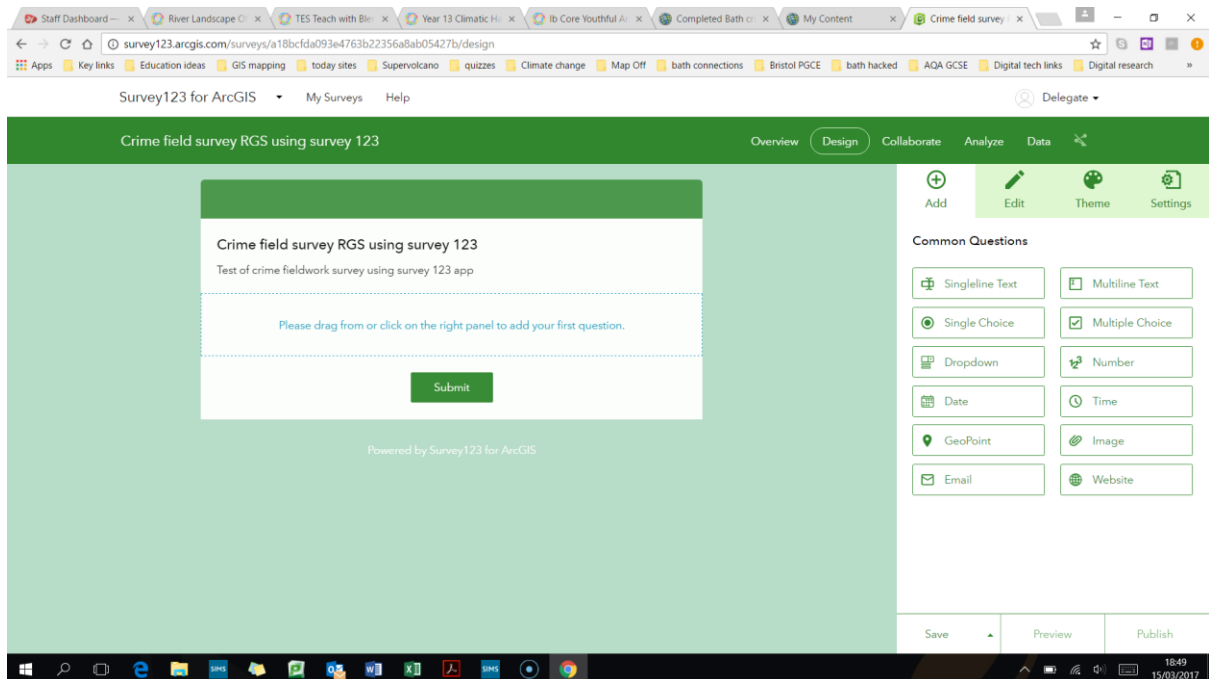 Staff Dashboard — River Landscape O TES Teach with Ble Year 13 Climatic Ha Ib Core Youthful A Completed Bath cr My Content Crime field survey
survey123.arcgis.com/surveys/a18bcfda093e4763b22356a8ab05427b/design
Apps Key links Education ideas GIS mapping today sites Supervolcano quizzes Climate change Map Off bath connections Bristol PGCE bath hacked AQA GCSE Digital tech links Digital research »
Survey123 for ArcGIS My Surveys Help Delegate
Crime field survey RGS using survey 123 Overview Design Collaborate Analyze Data
Add Edit Theme Settings
Crime field survey RGS using survey 123
Test of crime fieldwork survey using survey 123 app
Please drag from or click on the right panel to add your first question.
Submit
Powered by Survey123 for ArcGIS
Common Questions
Singleline Text Multiline Text
Single Choice Multiple Choice
Dropdown Number
Date Time
GeoPoint Image
Email Website
Save Preview Publish
SIMS SIMS 18:49
15/03/2017